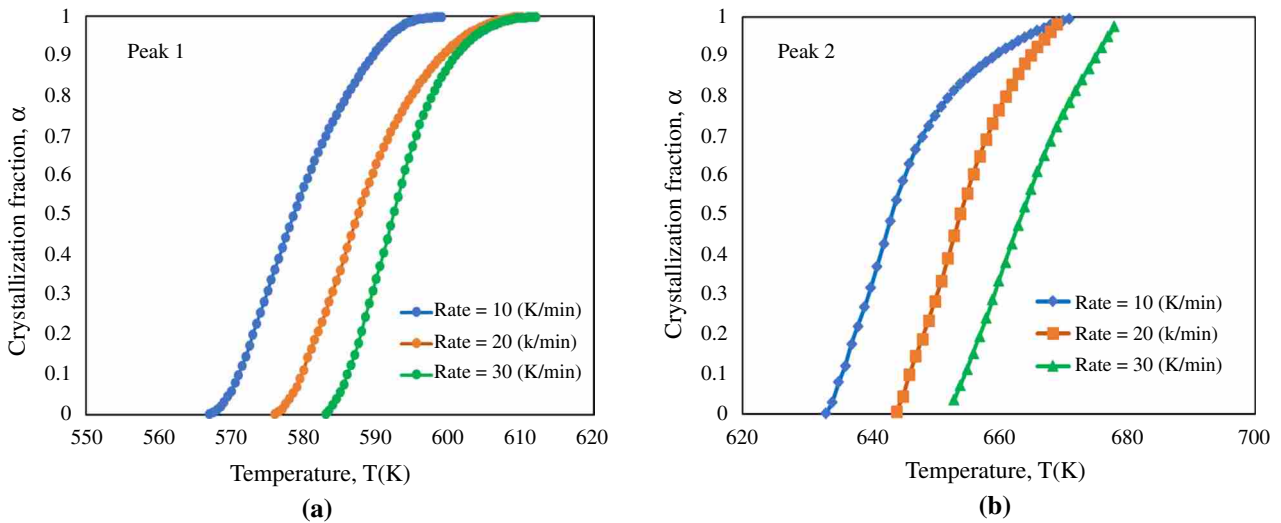 1
0.9
0.8
0.7
0.6
0.5
0.4
0.3
0.2
0.1
0
Crystallization fraction, α
Peak 1
Rate = 10 (K/min)
Rate = 20 (k/min)
Rate = 30 (K/min)
550 560 570 580 590 600 610 620
Temperature, T(K)
(a)
1
0.9
0.8
0.7
0.6
0.5
0.4
0.3
0.2
0.1
0
Crystallization fraction, α
Peak 2
Rate = 10 (K/min)
Rate = 20 (K/min)
Rate = 30 (K/min)
620 640 660 680 700
Temperature, T(K)
(b)